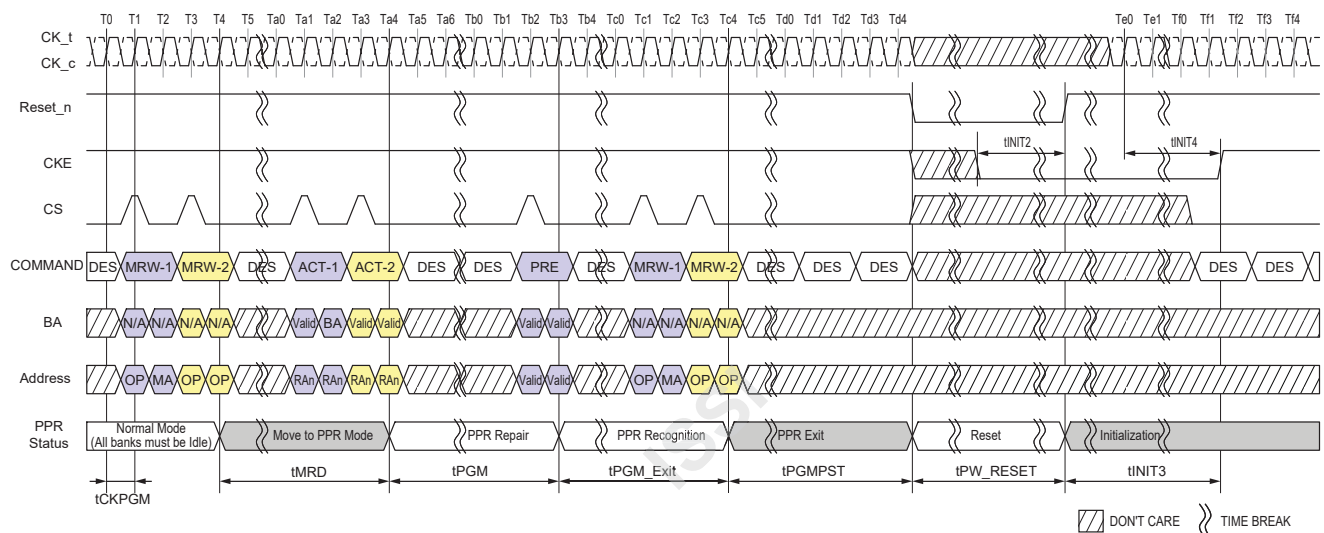 T0 T1 T2 T3 T4 T5 Ta0 Ta1 Ta2 Ta3 Ta4 Ta5 Ta6 Tb0 Tb1 Tb2 Tb3 Tb4 Tc0 Tc1 Tc2 Tc3 Tc4 Tc5 Td0 Td1 Td2 Td3 Td4 Te0 Te1 Tf0 Tf1 Tf2 Tf3 Tf4
CK_t
CK_c
Reset_n
CKE tINIT2 tINIT4
CS
COMMAND DES MRW-1 MRW-2 DES ACT-1 ACT-2 DES DES PRE DES MRW-1 MRW-2 DES DES DES DES DES
BA N/A N/A N/A N/A Valid BA Valid Valid Valid Valid N/A N/A N/A N/A
Address OP MA OP OP RAn RAn RAn RAn Valid Valid OP MA OP OP
PPR Status Normal Mode (All banks must be Idle) Move to PPR Mode PPR Repair PPR Recognition PPR Exit Reset Initialization
tCKPGM tMRD tPGM tPGM_Exit tPGMPST tPW_RESET tINIT3
ISSI
DON'T CARE TIME BREAK